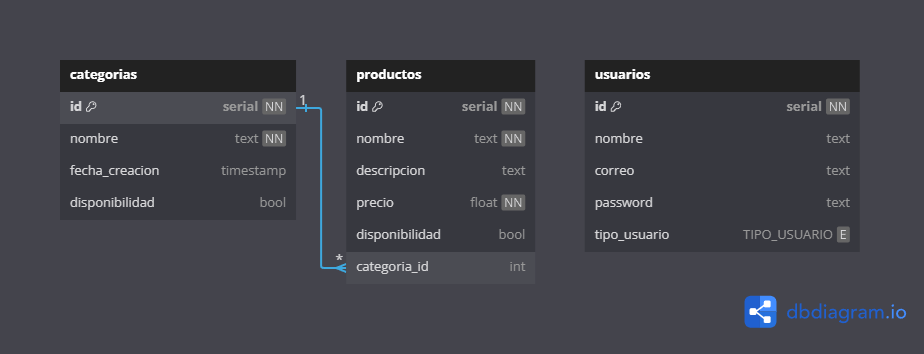 categorias
id serial NN
nombre text NN
fecha_creacion timestamp
disponibilidad bool
1
*
productos
id serial NN
nombre text NN
descripcion text
precio float NN
disponibilidad bool
categoria_id int
usuarios
id serial NN
nombre text
correo text
password text
tipo_usuario TIPO_USUARIO E
dbdiagram.io